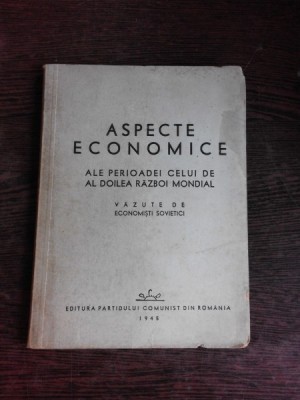 ASPECTE
ECONOMICE
ALE PERIOADEI CELUI DE
AL DOILEA RĂZBOI MONDIAL
VĂZUTE DE
ECONOMIȘTI SOVIETICI
EDITURA PARTIDULUI COMUNIST DIN ROMÂNIA
1948